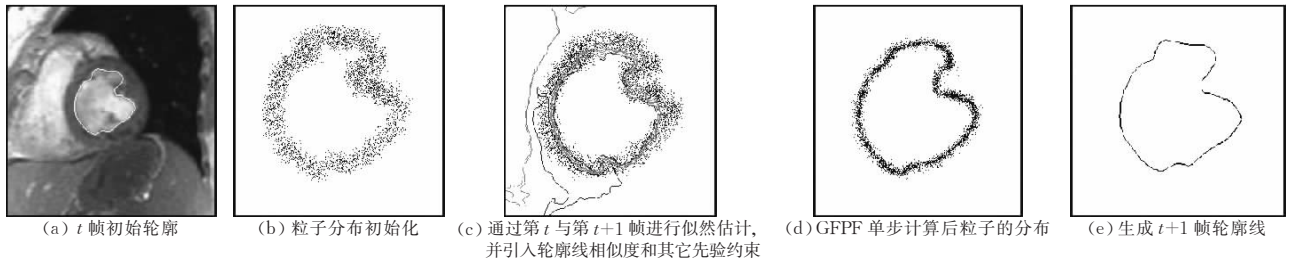 (a) t 帧初始轮廓
(b) 粒子分布初始化
(c) 通过第 t 与第 t+1 帧进行似然估计,
并引入轮廓线相似度和其它先验约束
(d) GFPF 单步计算后粒子的分布
(e) 生成 t+1 帧轮廓线